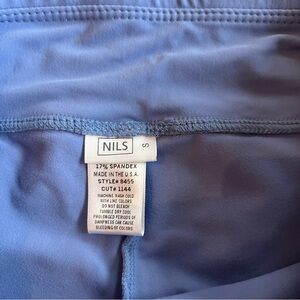 NILS
S
17% SPANDEX
MADE IN THE U.S.A.
STYLE# 8455
CUT# 1144
MACHINE WASH COLD
WITH LIKE COLORS
DO NOT BLEACH
TUMBLE DRY COOL
PROLONGED PERIODS OF
DAMPNESS CAN CAUSE
BLEEDING OF COLORS